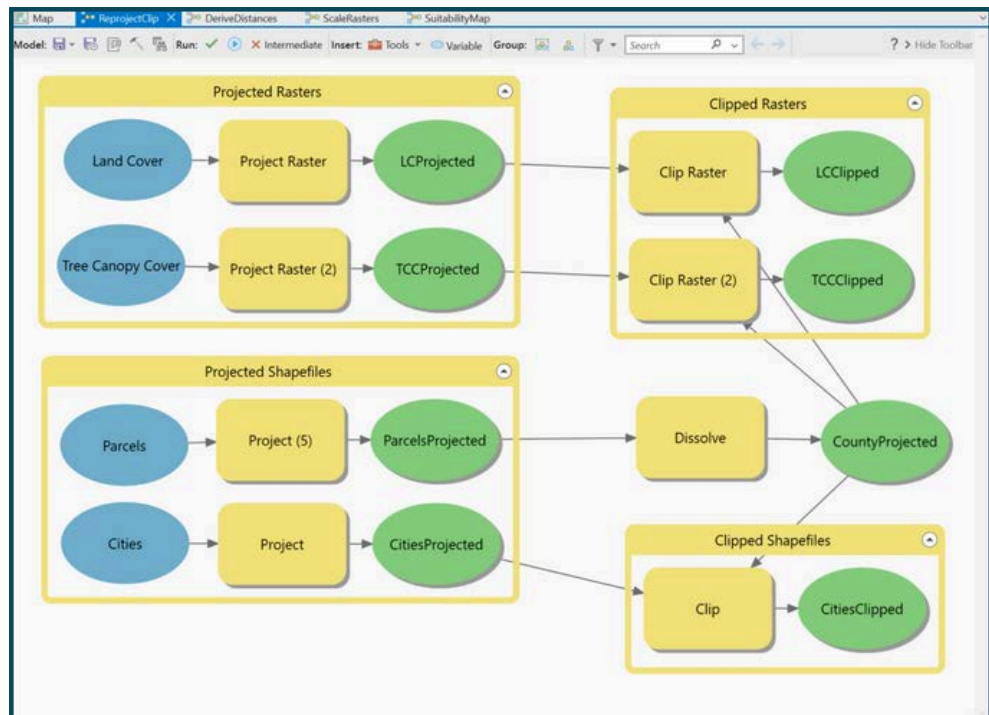 Map ReprojectClip DeriveDistances ScaleRasters SuitabilityMap
Model: Run: Intermediate Insert: Tools Variable Group: Search ? > Hide Toolbar
Projected Rasters
Land Cover Project Raster LCProjected
Tree Canopy Cover Project Raster (2) TCCProjected
Clipped Rasters
Clip Raster LCClipped
Clip Raster (2) TCCClipped
Projected Shapefiles
Parcels Project (5) ParcelsProjected
Cities Project CitiesProjected
Dissolve CountyProjected
Clipped Shapefiles
Clip CitiesClipped